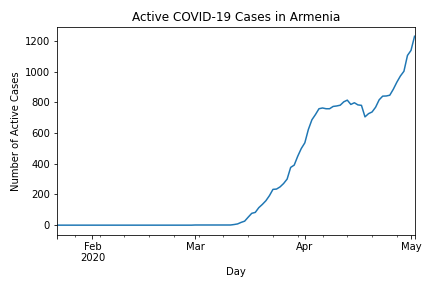 Active COVID-19 Cases in Armenia
1200
1000
800
600
400
200
0
Number of Active Cases
Feb
2020
Mar
Apr
May
Day